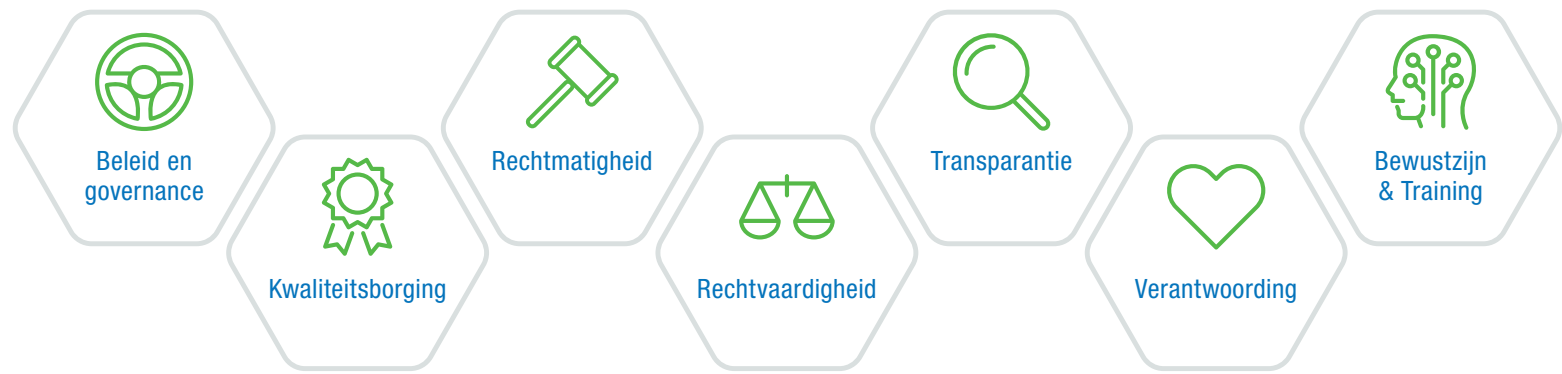 Beleid en
governance
Kwaliteitsborging
Rechtmatigheid
Rechtvaardigheid
Transparantie
Verantwoording
Bewustzijn
& Training